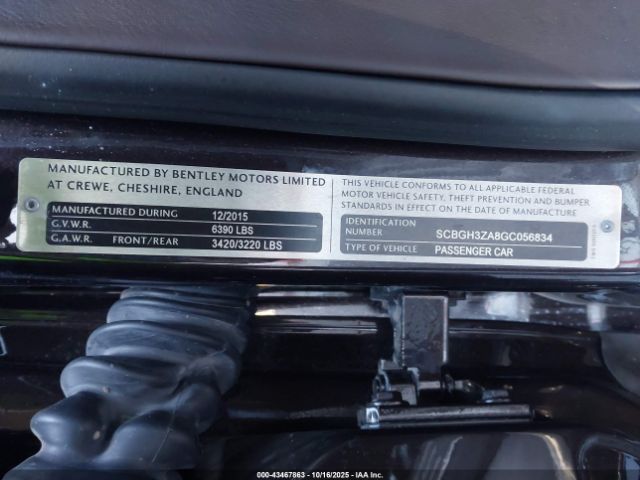 MANUFACTURED BY BENTLEY MOTORS LIMITED
AT CREWE, CHESHIRE, ENGLAND
MANUFACTURED DURING 12/2015
G.V.W.R. 6390 LBS
G.A.W.R. FRONT/REAR 3420/3220 LBS
THIS VEHICLE CONFORMS TO ALL APPLICABLE FEDERAL
MOTOR VEHICLE SAFETY, THEFT PREVENTION AND BUMPER
STANDARDS IN EFFECT ON THE DATE OF MANUFACTURE
IDENTIFICATION
NUMBER SCBGH3ZA8GC056834
TYPE OF VEHICLE PASSENGER CAR
000-43467863 - 10/16/2025 - IAA Inc.